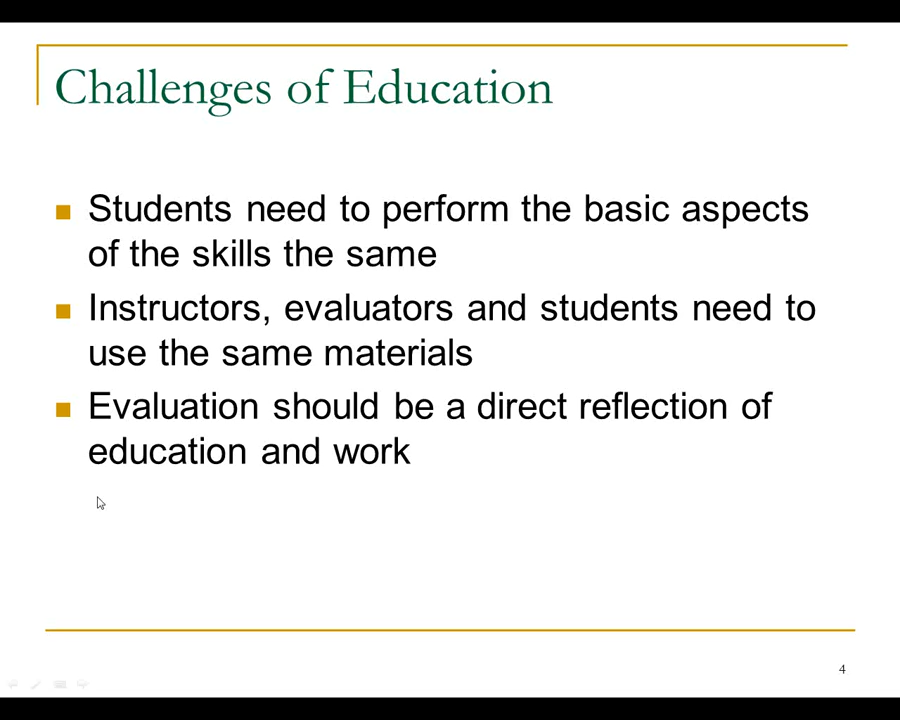 Challenges of Education
Students need to perform the basic aspects
of the skills the same
Instructors, evaluators and students need to
use the same materials
Evaluation should be a direct reflection of
education and work
4